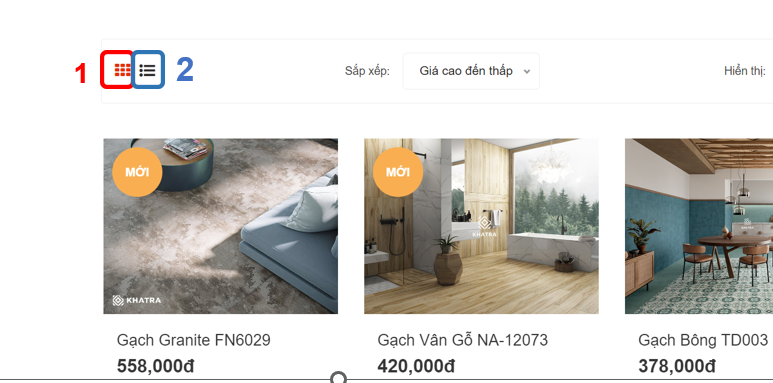 1
2
Sắp xếp:
Giá cao đến thấp
Hiển thị:
MỚI
MỚI
KHATRA
KHATRA
Gạch Granite FN6029
Gạch Vân Gỗ NA-12073
Gạch Bông TD003
558,000đ
420,000đ
378,000đ